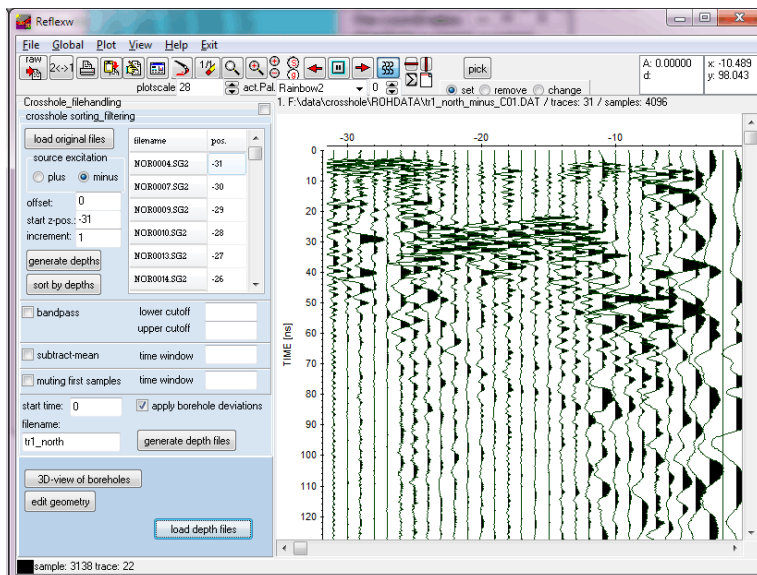 Reflexw
File Global Plot View Help Exit
raw 2<->1 1/2 pick
A: 0.00000 x: -10.489
d: y: 98.043
plotscale 28 act.Pal. Rainbow2 0 set remove change
Crosshole_filehandling
1. F:\data\crosshole\ROHDATA\tr1_north_minus_C01.DAT / traces: 31 / samples: 4096
crosshole sorting_filtering
load original files
source excitation
plus minus
offset: 0
start z-pos.: -31
increment: 1
generate depths
sort by depths
filename pos.
NOR0004.SG2 -31
NOR0007.SG2 -30
NOR0009.SG2 -29
NOR0010.SG2 -28
NOR0013.SG2 -27
NOR0014.SG2 -26
bandpass lower cutoff
upper cutoff
subtract-mean time window
muting first samples time window
start time: 0 apply borehole deviations
filename:
tr1_north generate depth files
3D-view of boreholes
edit geometry
load depth files
-30 -20 -10
0
10
20
30
40
50
60
70
80
90
100
110
120
TIME [ns]
sample: 3138 trace: 22